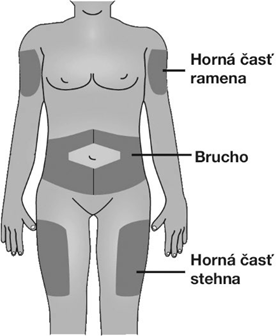 Horná časť
ramena
Brucho
Horná časť
stehna